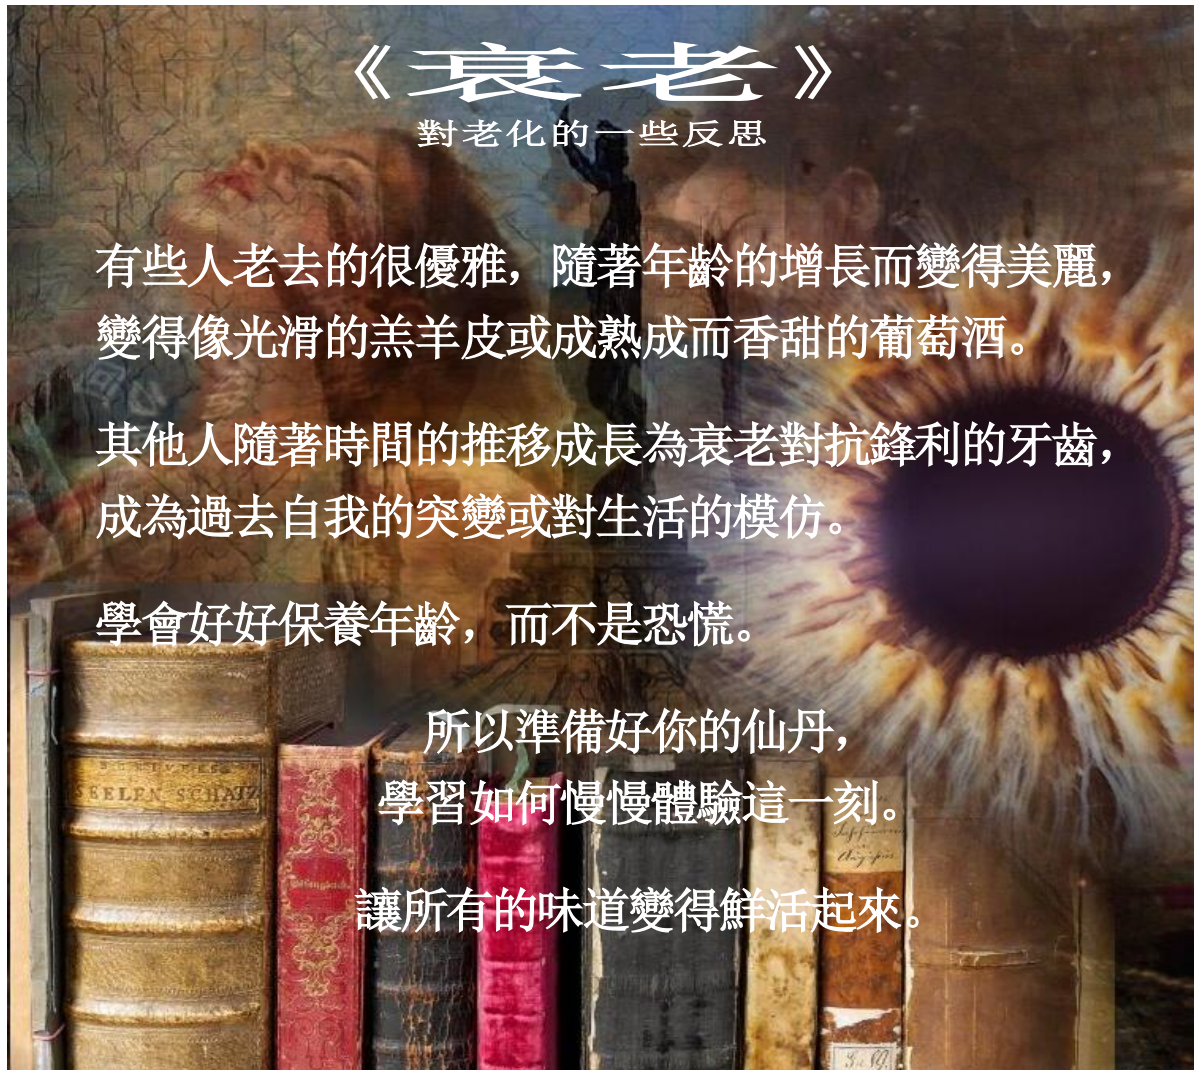 《衰老》
對老化的一些反思
有些人老去的很優雅，隨著年齡的增長而變得美麗，
變得像光滑的羔羊皮或成熟成而香甜的葡萄酒。
其他人隨著時間的推移成長為衰老對抗鋒利的牙齒，
成為過去自我的突變或對生活的模仿。
學會好好保養年齡，而不是恐慌。
所以準備好你的仙丹，
學習如何慢慢體驗這一刻。
讓所有的味道變得鮮活起來。
SEELEN SCHATZ